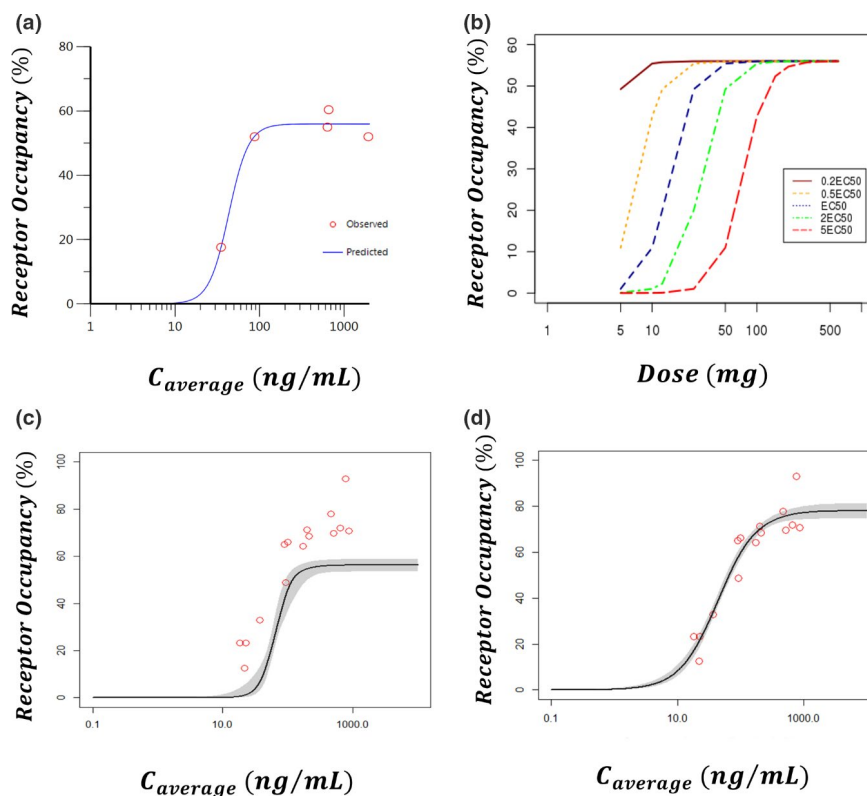 (a)
Receptor Occupancy (%)
80
60
40
20
0
1
10
100
1000
Observed
Predicted
C average (ng/mL)
(b)
Receptor Occupancy (%)
60
50
40
30
20
10
0
1
5
10
50
100
500
0.2EC50
0.5EC50
EC50
2EC50
5EC50
Dose (mg)
(c)
Receptor Occupancy (%)
100
80
60
40
20
0
0.1
10.0
1000.0
C average (ng/mL)
(d)
Receptor Occupancy (%)
100
80
60
40
20
0
0.1
10.0
1000.0
C average (ng/mL)